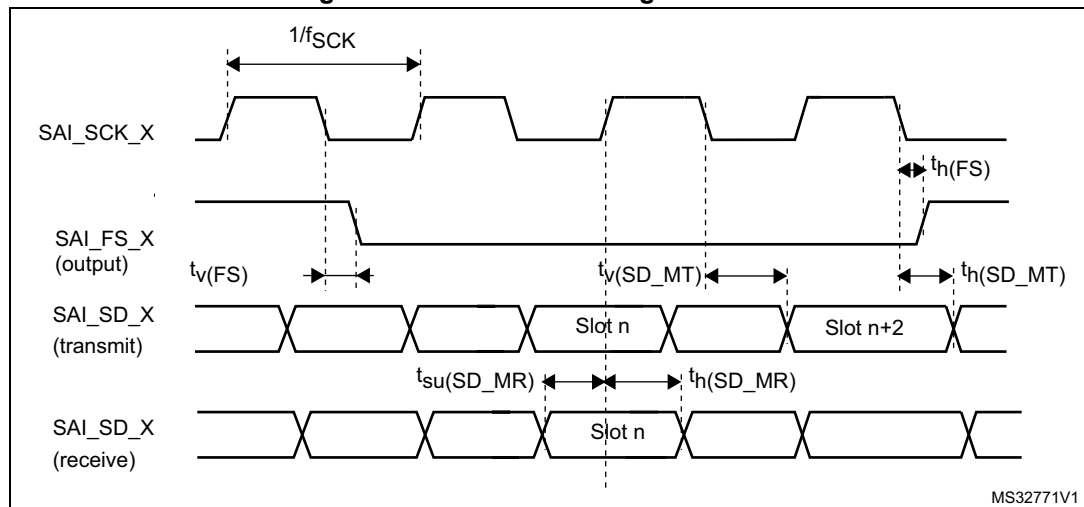 1/fSCK
SAI_SCK_X
th(FS)
SAI_FS_X
(output)
tv(FS)
tv(SD_MT)
th(SD_MT)
SAI_SD_X
(transmit)
Slot n
Slot n+2
tsu(SD_MR)
th(SD_MR)
SAI_SD_X
(receive)
Slot n
MS32771V1